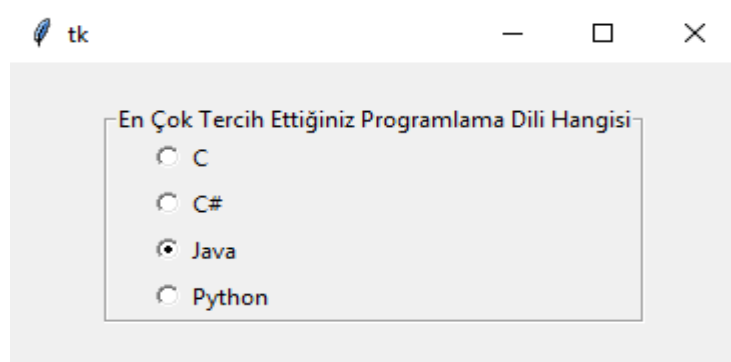 tk
En Çok Tercih Ettiğiniz Programlama Dili Hangisi
C
C#
Java
Python